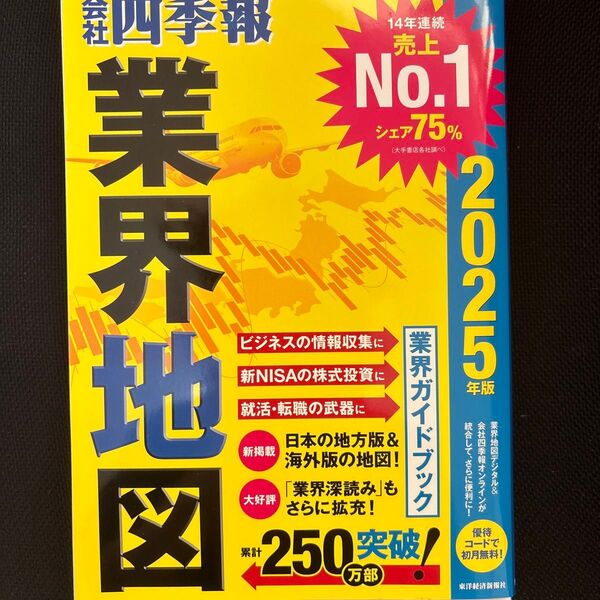 会社四季報
業界地図
14年連続
売上
No.1
シェア75%
(大手書店各社調べ)
2025年版
ビジネスの情報収集に
新NISAの株式投資に
就活・転職の武器に
業界ガイドブック
新掲載
日本の地方版&
海外版の地図!
大好評
「業界深読み」も
さらに拡充!
累計250万部突破!
業界地図デジタル&
会社四季報オンラインが
統合して、さらに便利に!
優待
コードで
初月無料!
東洋経済新報社